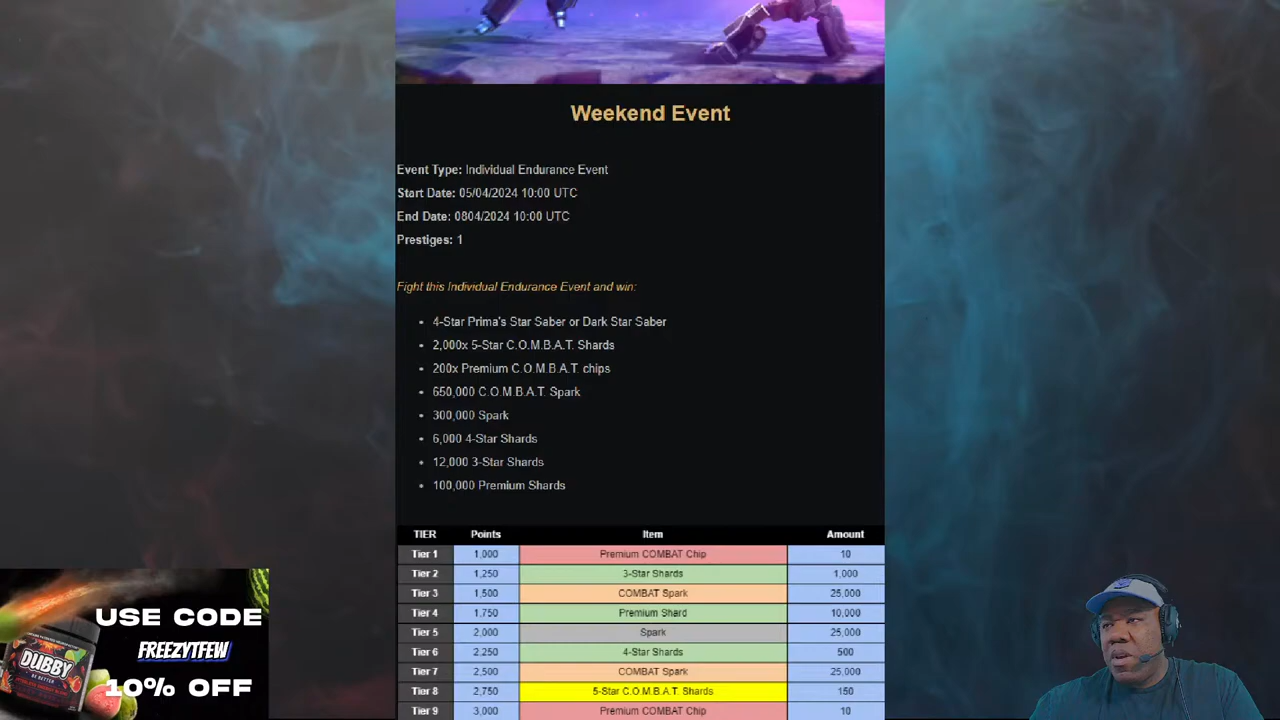 Weekend Event
Event Type: Individual Endurance Event
Start Date: 05/04/2024 10:00 UTC
End Date: 0804/2024 10:00 UTC
Prestiges: 1
Fight this Individual Endurance Event and win:
• 4-Star Prima's Star Saber or Dark Star Saber
• 2,000x 5-Star C.O.M.B.A.T. Shards
• 200x Premium C.O.M.B.A.T. chips
• 650,000 C.O.M.B.A.T. Spark
• 300,000 Spark
• 6,000 4-Star Shards
• 12,000 3-Star Shards
• 100,000 Premium Shards
TIER Points Item Amount
Tier 1 1,000 Premium COMBAT Chip 10
Tier 2 1,250 3-Star Shards 1,000
Tier 3 1,500 COMBAT Spark 25,000
Tier 4 1,750 Premium Shard 10,000
Tier 5 2,000 Spark 25,000
Tier 6 2,250 4-Star Shards 500
Tier 7 2,500 COMBAT Spark 25,000
Tier 8 2,750 5-Star C.O.M.B.A.T. Shards 150
Tier 9 3,000 Premium COMBAT Chip 10
USE CODE
FREEZYTFEW
10% OFF
DUBBY
BE BETTER